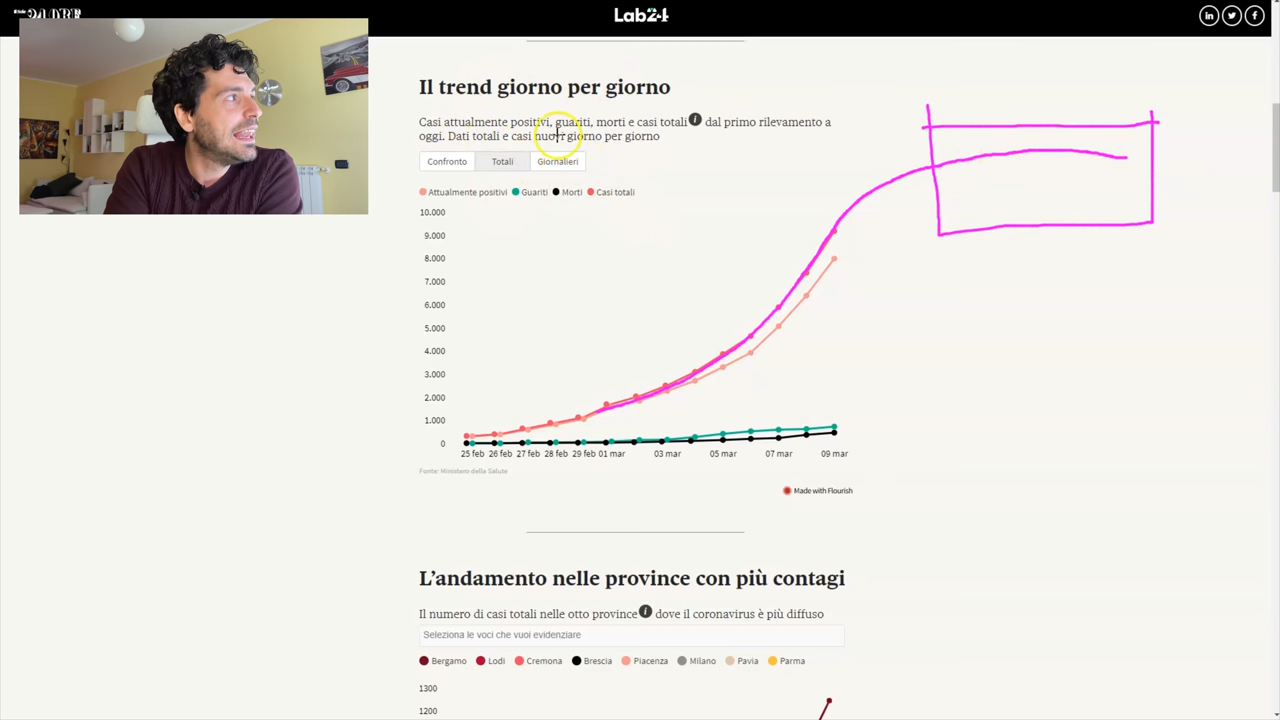 24 ORE
Lab24
Il trend giorno per giorno
Casi attualmente positivi, guariti, morti e casi totali i dal primo rilevamento a
oggi. Dati totali e casi nuovi giorno per giorno
Confronto Totali Giornalieri
Attualmente positivi Guariti Morti Casi totali
10.000
9.000
8.000
7.000
6.000
5.000
4.000
3.000
2.000
1.000
0
25 feb 26 feb 27 feb 28 feb 29 feb 01 mar 03 mar 05 mar 07 mar 09 mar
Fonte: Ministero della Salute
Made with Flourish
L’andamento nelle province con più contagi
Il numero di casi totali nelle otto province i dove il coronavirus è più diffuso
Seleziona le voci che vuoi evidenziare
Bergamo Lodi Cremona Brescia Piacenza Milano Pavia Parma
1300
1200